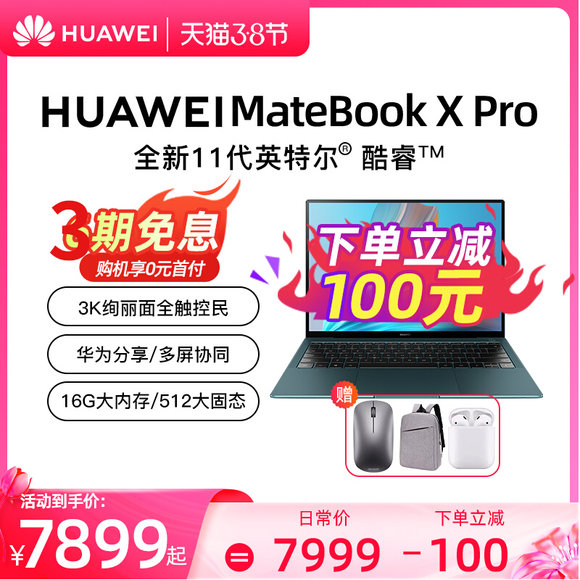 HUAWEI 天猫3·8节
HUAWEI MateBook X Pro
全新11代英特尔® 酷睿™
3期免息
购机享0元首付
下单立减
100元
3K绚丽面全触控民
华为分享/多屏协同
16G大内存/512大固态
赠
活动到手价:
¥7899起
=
日常价
7999
下单立减
-100